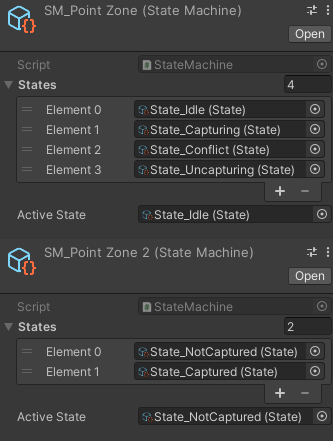 SM_Point Zone (State Machine)
Open
Script StateMachine
States 4
Element 0 State_Idle (State)
Element 1 State_Capturing (State)
Element 2 State_Conflict (State)
Element 3 State_Uncapturing (State)
+ −
Active State State_Idle (State)
SM_Point Zone 2 (State Machine)
Open
Script StateMachine
States 2
Element 0 State_NotCaptured (State)
Element 1 State_Captured (State)
+ −
Active State State_NotCaptured (State)